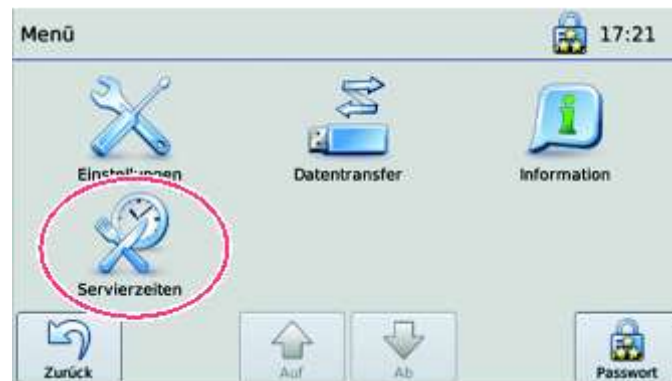 Menü 17:21
Einstellungen Datentransfer Information
Servierzeiten
Zurück Auf Ab Passwort